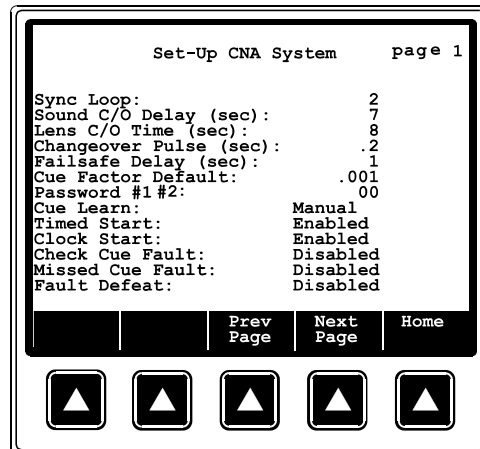 Set-Up CNA System page 1
Sync Loop: 2
Sound C/O Delay (sec): 7
Lens C/O Time (sec): 8
Changeover Pulse (sec): .2
Failsafe Delay (sec): 1
Cue Factor Default: .001
Password #1 #2: 00
Cue Learn: Manual
Timed Start: Enabled
Clock Start: Enabled
Check Cue Fault: Disabled
Missed Cue Fault: Disabled
Fault Defeat: Disabled
Prev Page
Next Page
Home